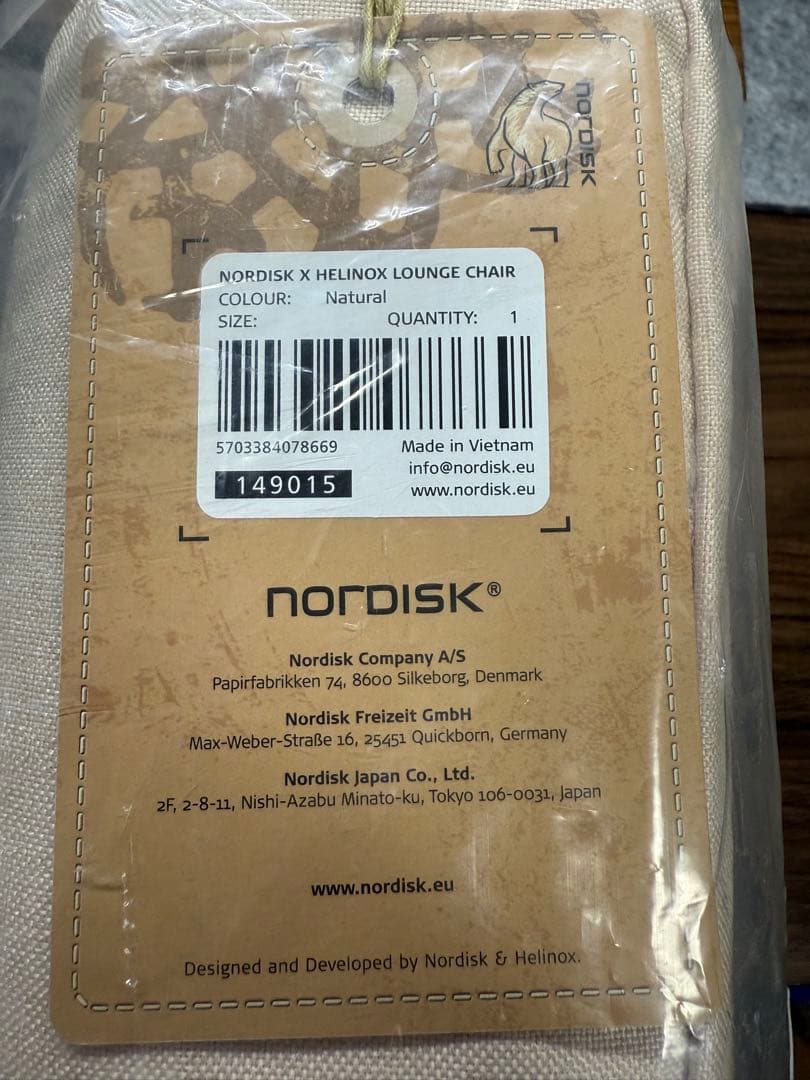 NORDISK
NORDISK X HELINOX LOUNGE CHAIR
COLOUR: Natural
SIZE: QUANTITY: 1
5703384078669 Made in Vietnam
info@nordisk.eu
149015 www.nordisk.eu
NORDISK®
Nordisk Company A/S
Papirfabrikken 74, 8600 Silkeborg, Denmark
Nordisk Freizeit GmbH
Max-Weber-Straße 16, 25451 Quickborn, Germany
Nordisk Japan Co., Ltd.
2F, 2-8-11, Nishi-Azabu Minato-ku, Tokyo 106-0031, Japan
www.nordisk.eu
Designed and Developed by Nordisk & Helinox.